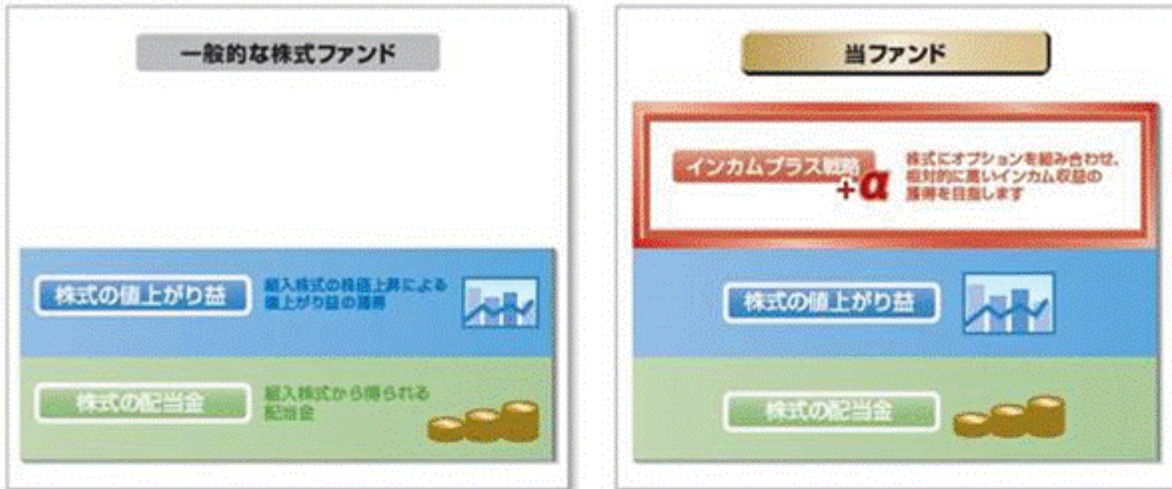 一般的な株式ファンド
株式の値上がり益
組入株式の株価上昇による
値上がり益の獲得
株式の配当金
組入株式から得られる
配当金
当ファンド
インカムプラス戦略
+α
株式にオプションを組み合わせ、
相対的に高いインカム収益の
獲得を目指します
株式の値上がり益
株式の配当金